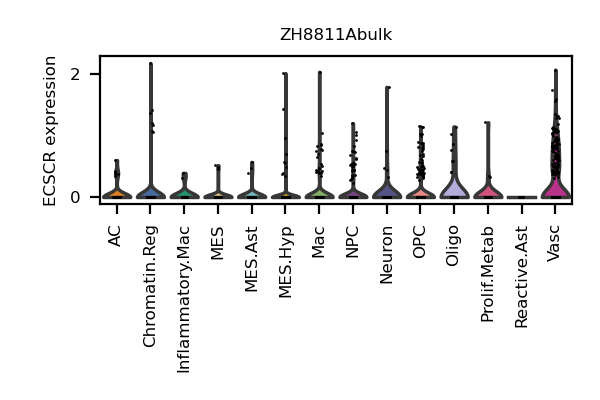 ZH8811Abulk
ECSCR expression
2
0
AC
Chromatin.Reg
Inflammatory.Mac
MES
MES.Ast
MES.Hyp
Mac
NPC
Neuron
OPC
Oligo
Prolif.Metab
Reactive.Ast
Vasc